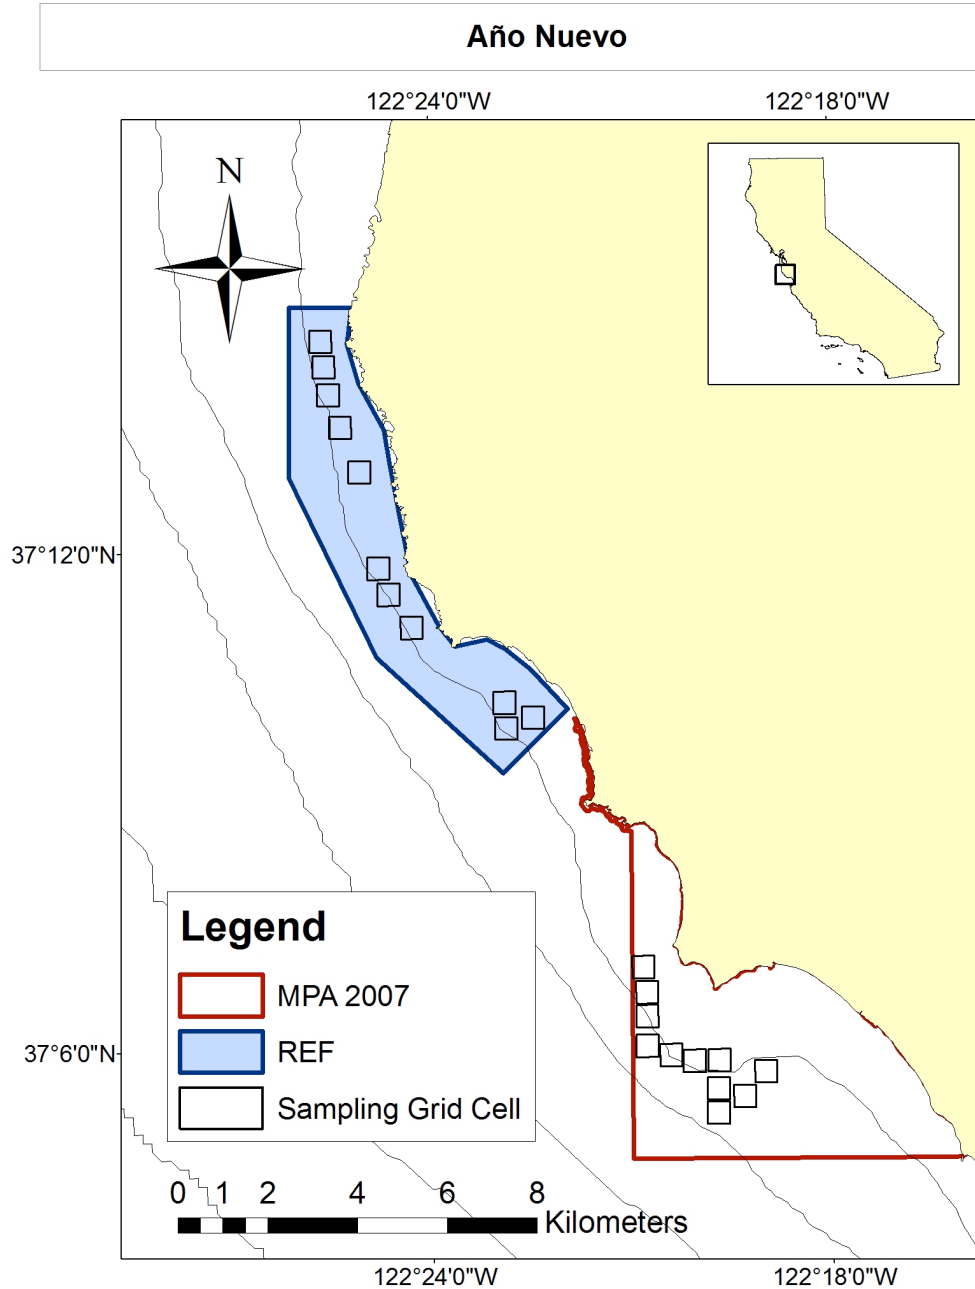 Año Nuevo
122°24'0"W 122°18'0"W
N
37°12'0"N
37°6'0"N
Legend
MPA 2007
REF
Sampling Grid Cell
0 1 2 4 6 8
Kilometers
122°24'0"W 122°18'0"W